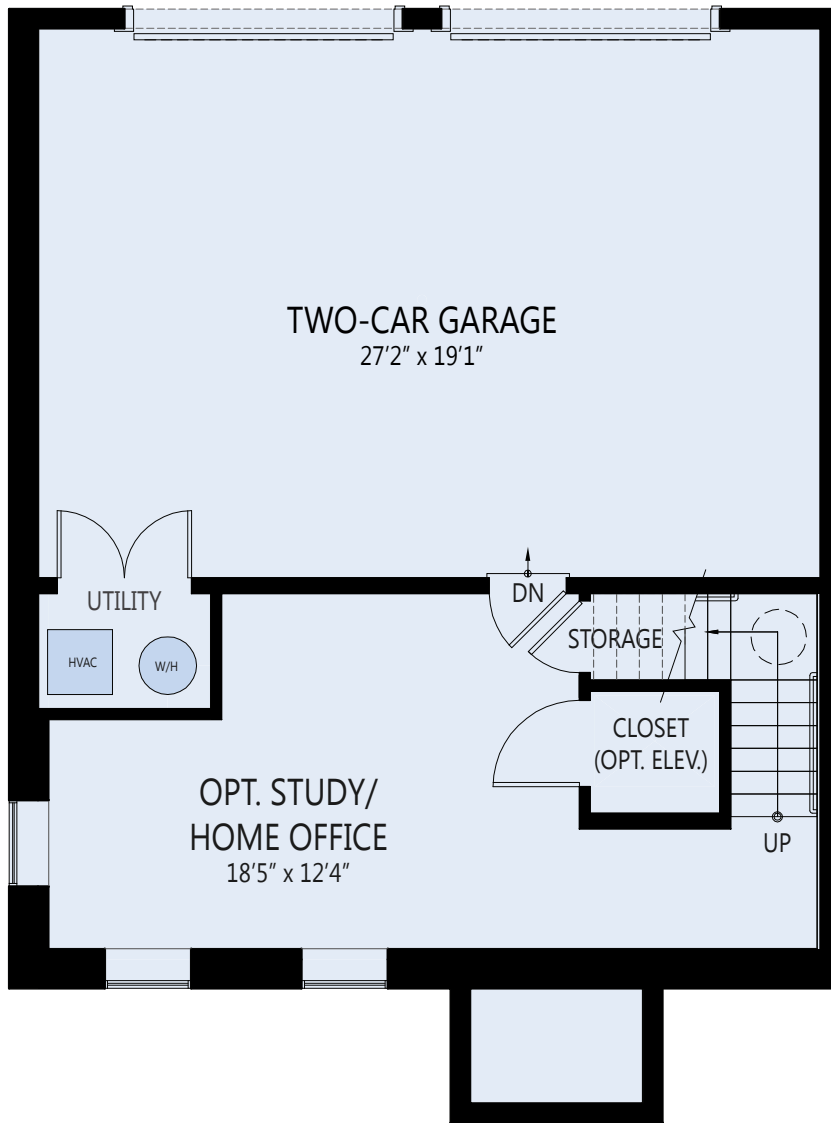 TWO-CAR GARAGE
27'2" x 19'1"
UTILITY
HVAC
W/H
DN
STORAGE
CLOSET
(OPT. ELEV.)
OPT. STUDY/
HOME OFFICE
18'5" x 12'4"
UP